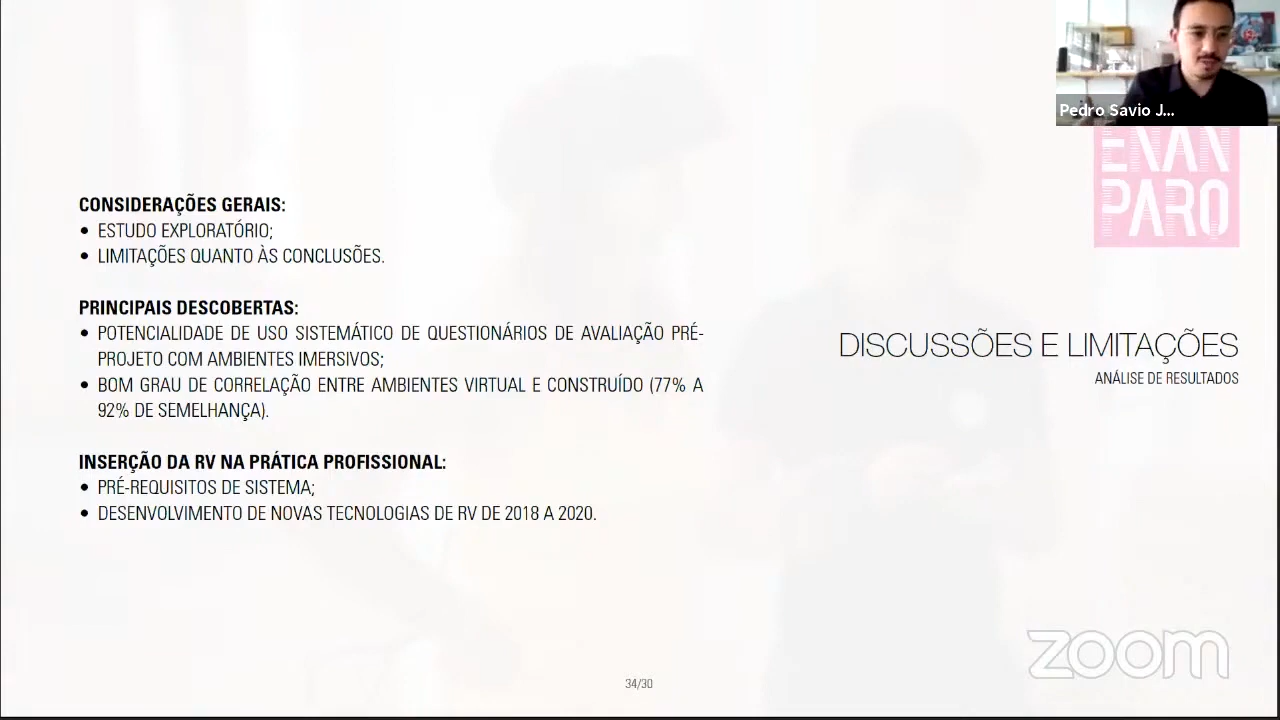 Pedro Savio J...
ENAN
PARQ
CONSIDERAÇÕES GERAIS:
• ESTUDO EXPLORATÓRIO;
• LIMITAÇÕES QUANTO ÀS CONCLUSÕES.
PRINCIPAIS DESCOBERTAS:
• POTENCIALIDADE DE USO SISTEMÁTICO DE QUESTIONÁRIOS DE AVALIAÇÃO PRÉ-
PROJETO COM AMBIENTES IMERSIVOS;
• BOM GRAU DE CORRELAÇÃO ENTRE AMBIENTES VIRTUAL E CONSTRUÍDO (77% A
92% DE SEMELHANÇA).
INSERÇÃO DA RV NA PRÁTICA PROFISSIONAL:
• PRÉ-REQUISITOS DE SISTEMA;
• DESENVOLVIMENTO DE NOVAS TECNOLOGIAS DE RV DE 2018 A 2020.
DISCUSSÕES E LIMITAÇÕES
ANÁLISE DE RESULTADOS
34/30
zoom